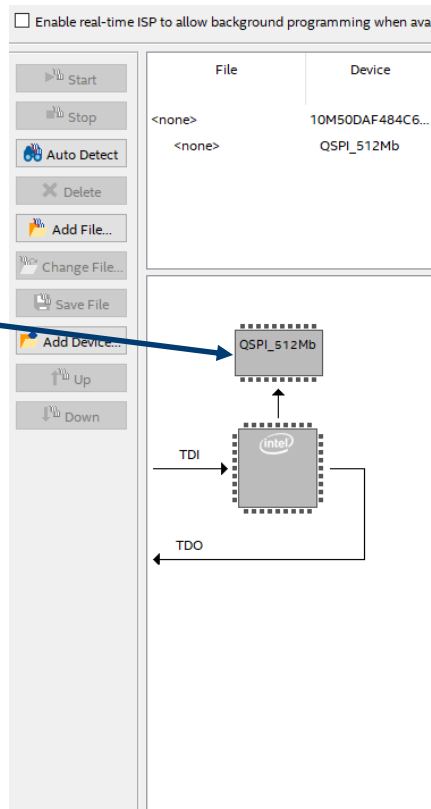 Enable real-time ISP to allow background programming when ava
Start
Stop
Auto Detect
Delete
Add File...
Change File...
Save File
Add Device...
Up
Down
File Device
<none> 10M50DAF484C6...
<none> QSPI_512Mb
QSPI_512Mb
intel
TDI
TDO